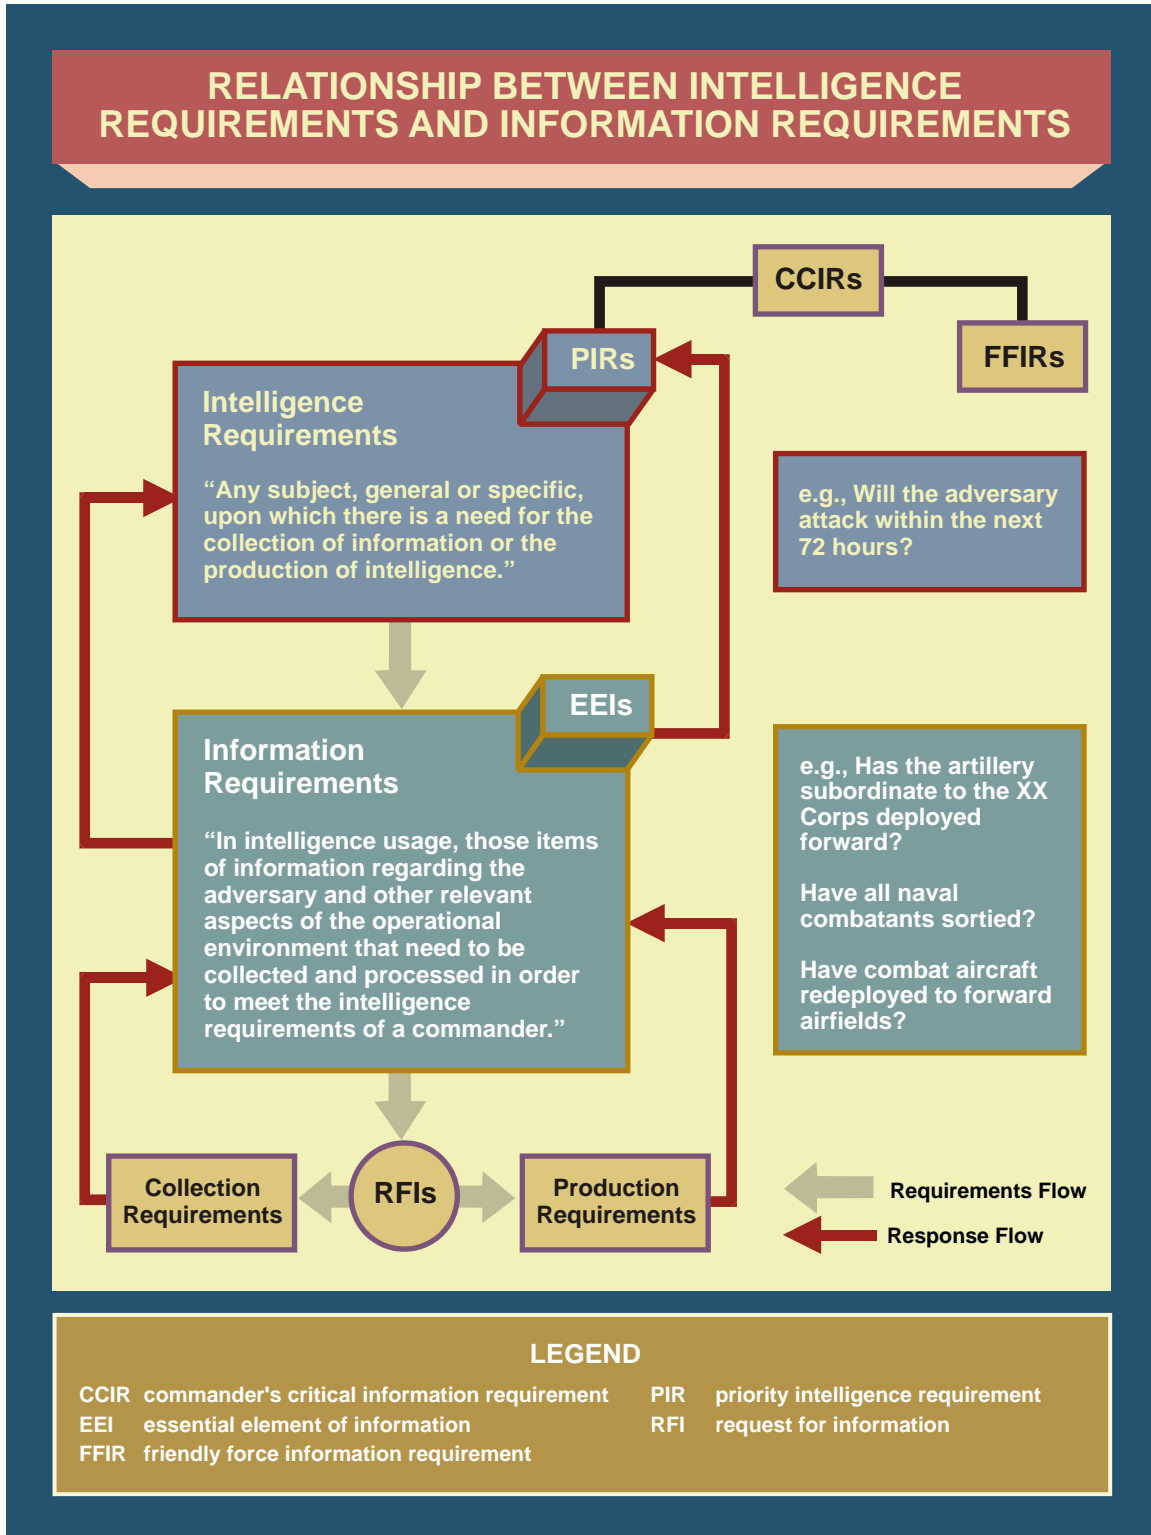 RELATIONSHIP BETWEEN INTELLIGENCE
REQUIREMENTS AND INFORMATION REQUIREMENTS
CCIRs
PIRs
FFIRs
Intelligence
Requirements
“Any subject, general or specific,
upon which there is a need for the
collection of information or the
production of intelligence.”
e.g., Will the adversary
attack within the next
72 hours?
EEIs
Information
Requirements
“In intelligence usage, those items
of information regarding the
adversary and other relevant
aspects of the operational
environment that need to be
collected and processed in order
to meet the intelligence
requirements of a commander.”
e.g., Has the artillery
subordinate to the XX
Corps deployed
forward?
Have all naval
combatants sortied?
Have combat aircraft
redeployed to forward
airfields?
Collection
Requirements
RFIs
Production
Requirements
Requirements Flow
Response Flow
LEGEND
CCIR commander's critical information requirement
EEI essential element of information
FFIR friendly force information requirement
PIR priority intelligence requirement
RFI request for information